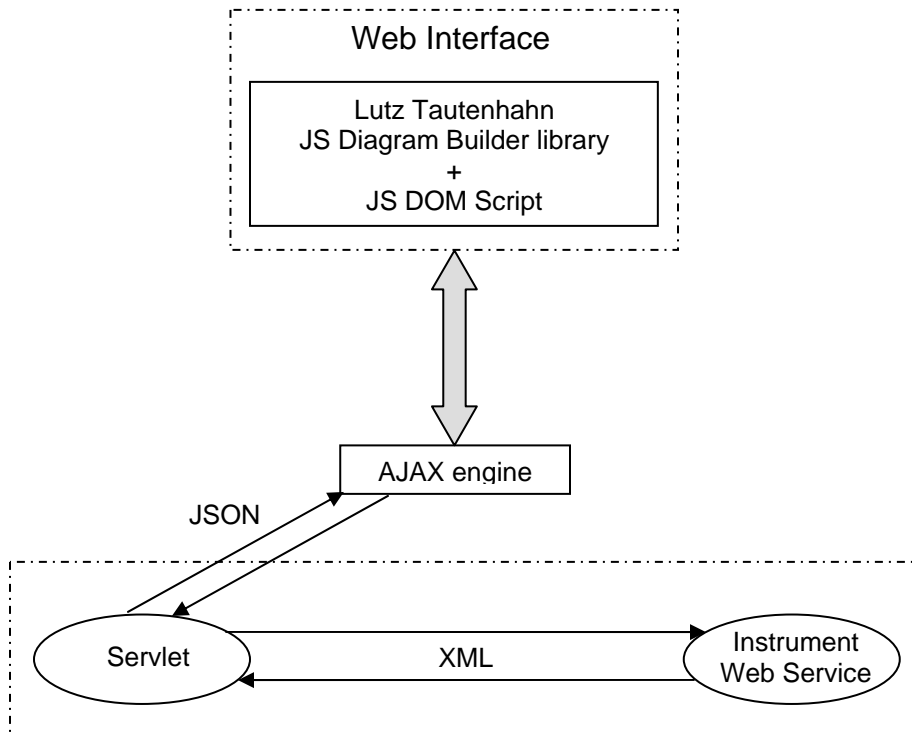 Web Interface
Lutz Tautenhahn
JS Diagram Builder library
+
JS DOM Script
AJAX engine
JSON
Servlet
XML
Instrument
Web Service